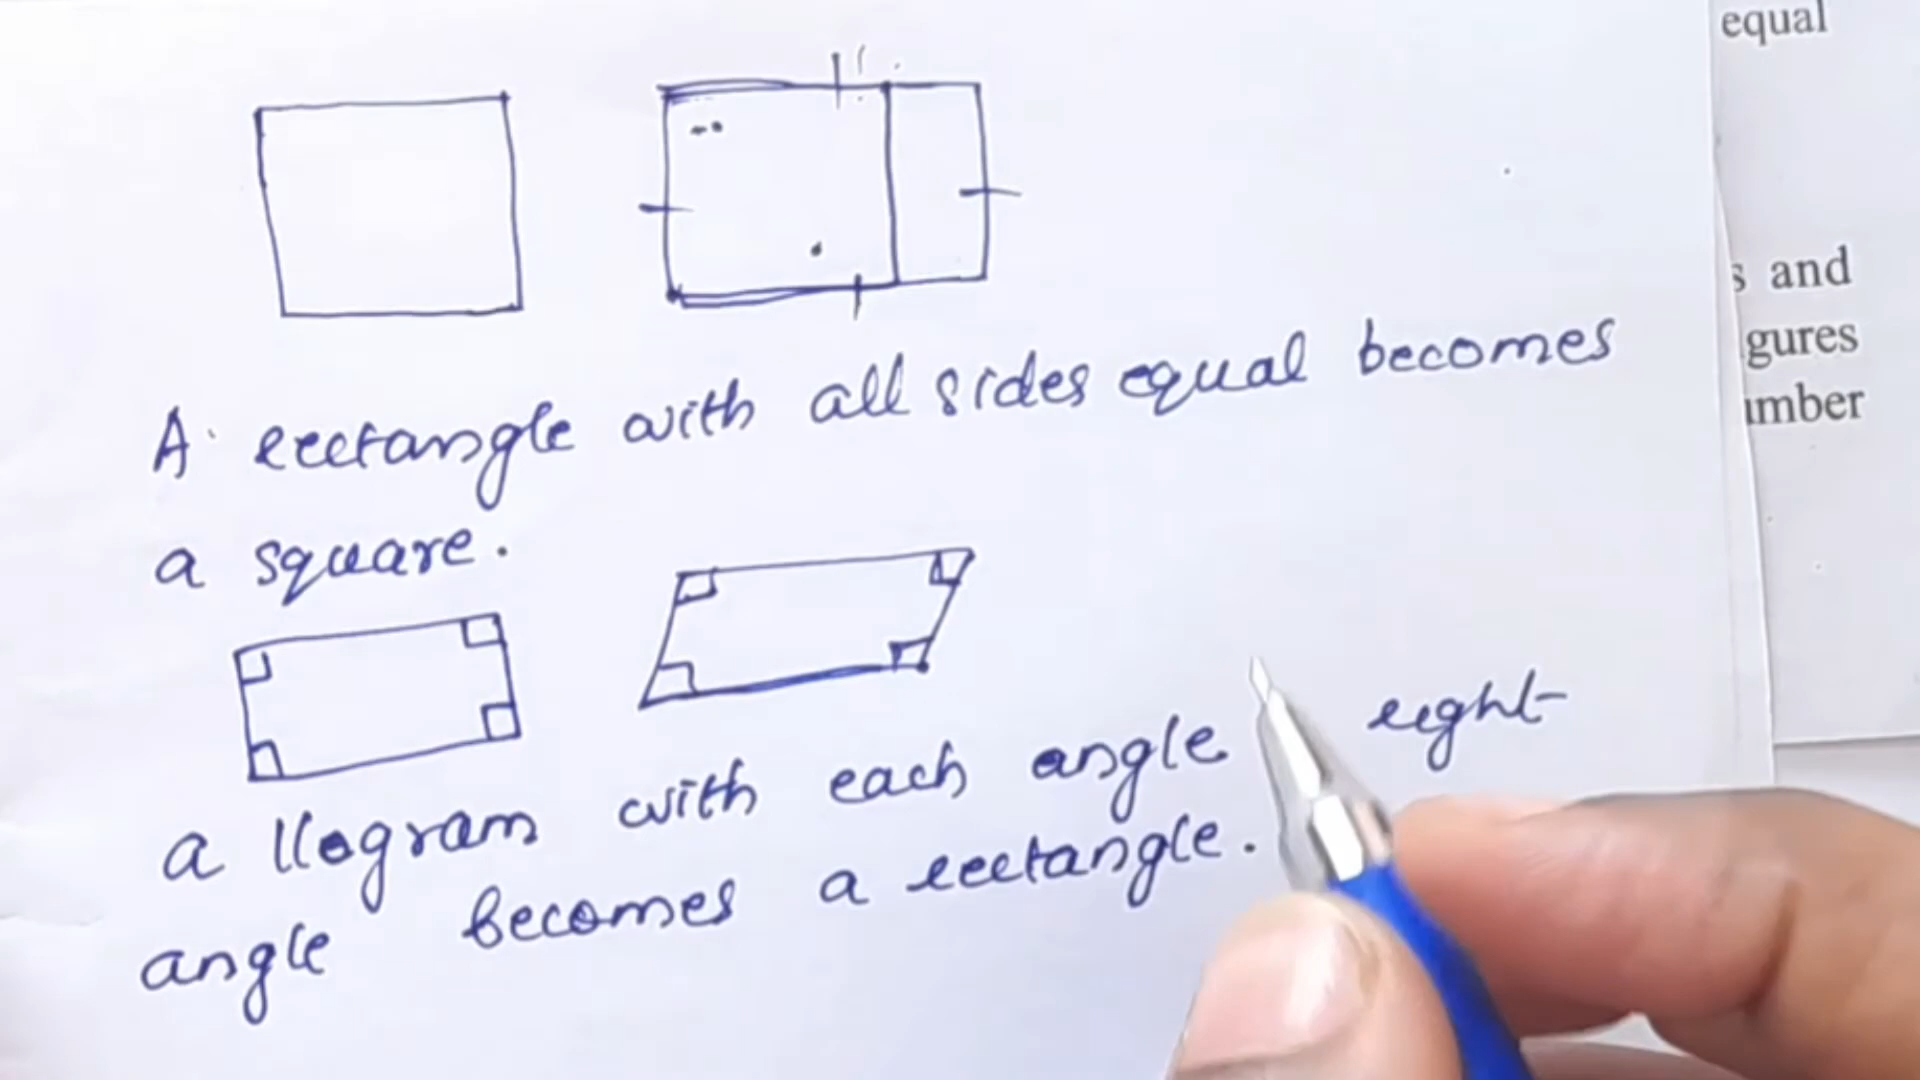 equal
s and
gures
umber
A rectangle with all sides equal becomes
a square.
a llogram with each angle right
angle becomes a rectangle.